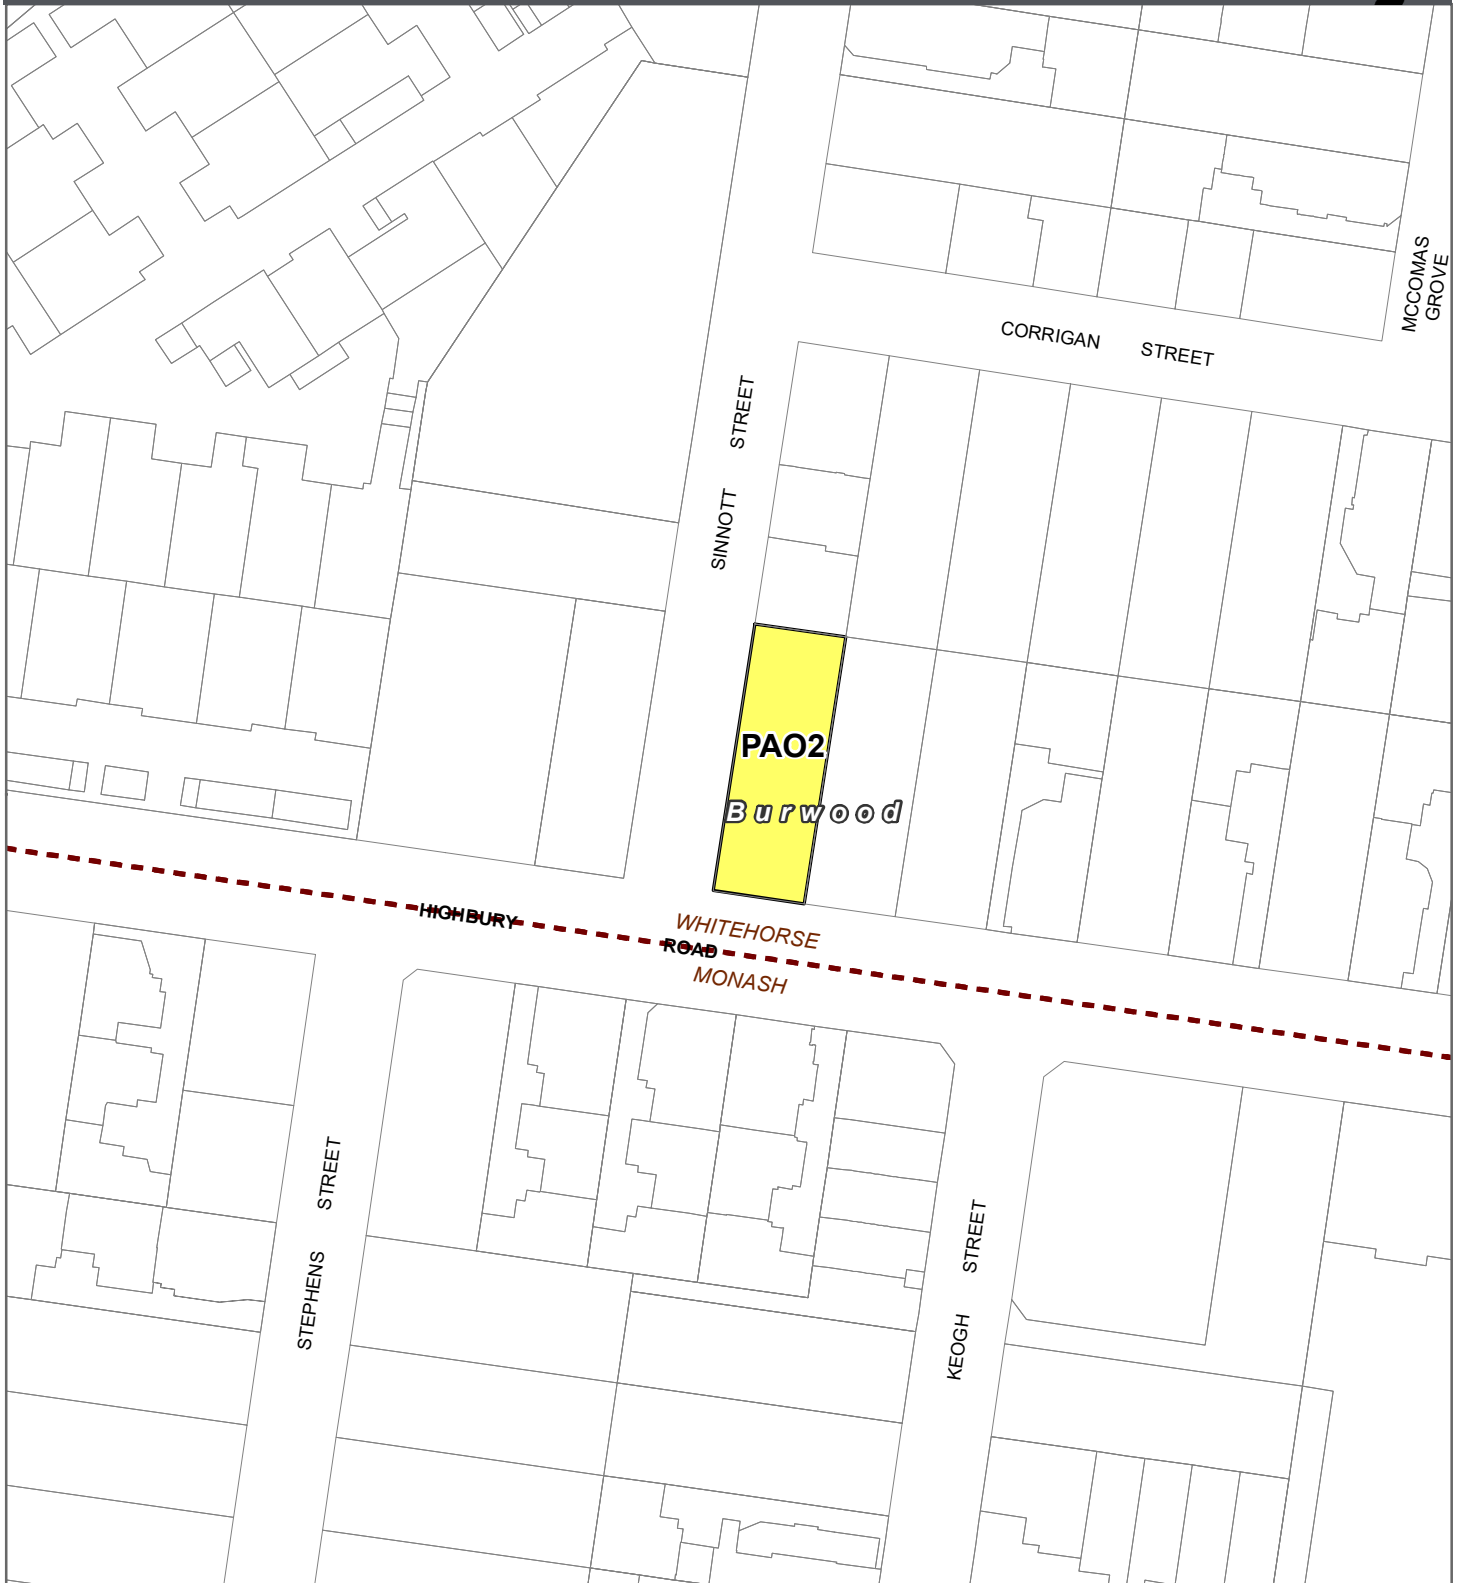 MCCOMAS
GROVE
CORRIGAN STREET
SINNOTT STREET
PAO2
Burwood
HIGHBURY
ROAD
WHITEHORSE
MONASH
STEPHENS STREET
KEOGH STREET